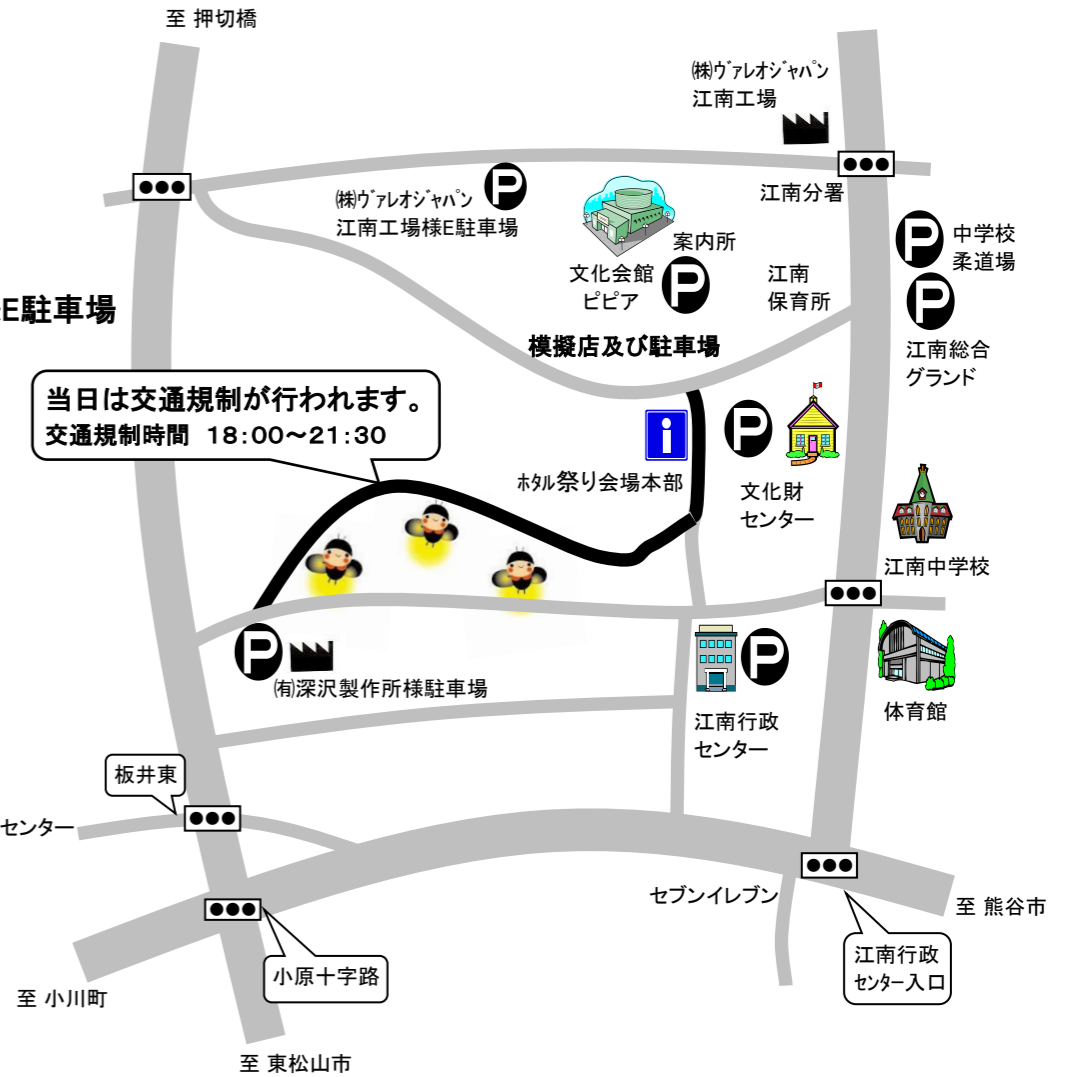 至 押切橋
㈱ヴァレオジャパン
江南工場
江南分署
㈱ヴァレオジャパン
江南工場様E駐車場
P
案内所
文化会館
ピピア
P
江南
保育所
P
中学校
柔道場
P
江南総合
グランド
E駐車場
模擬店及び駐車場
当日は交通規制が行われます。
交通規制時間 18:00～21:30
i
ホタル祭り会場本部
P
文化財
センター
江南中学校
P
㈲深沢製作所様駐車場
P
江南行政
センター
体育館
板井東
センター
セブンイレブン
至 熊谷市
江南行政
センター入口
小原十字路
至 小川町
至 東松山市